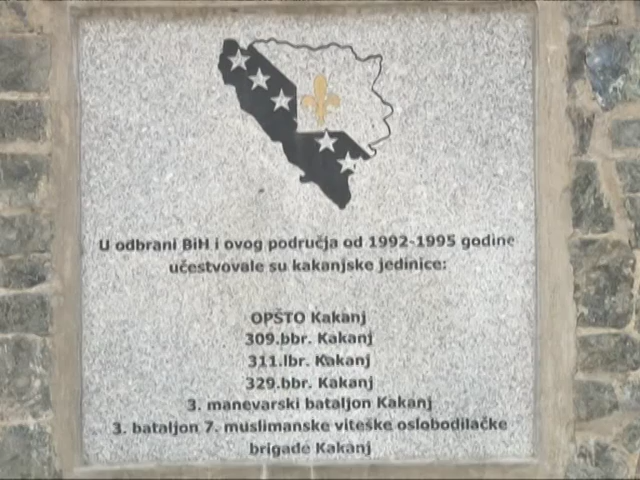 U odbrani BiH i ovog područja od 1992-1995 godine
učestvovale su kakanjske jedinice:
OPŠTO Kakanj
309.bbr. Kakanj
311.lbr. Kakanj
329.bbr. Kakanj
3. manevarski bataljon Kakanj
3. bataljon 7. muslimanske viteške oslobodilačke
brigade Kakanj